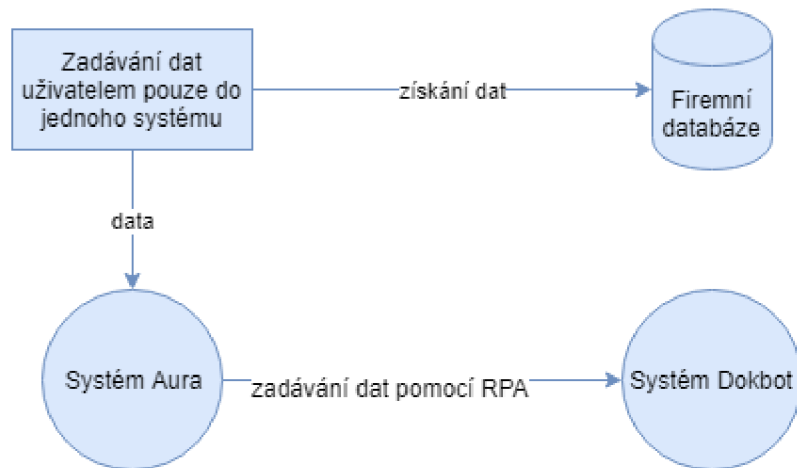 Zadávání dat
uživatelem pouze do
jednoho systému
získání dat
Firemní
databáze
data
Systém Aura
zadávání dat pomocí RPA
Systém Dokbot